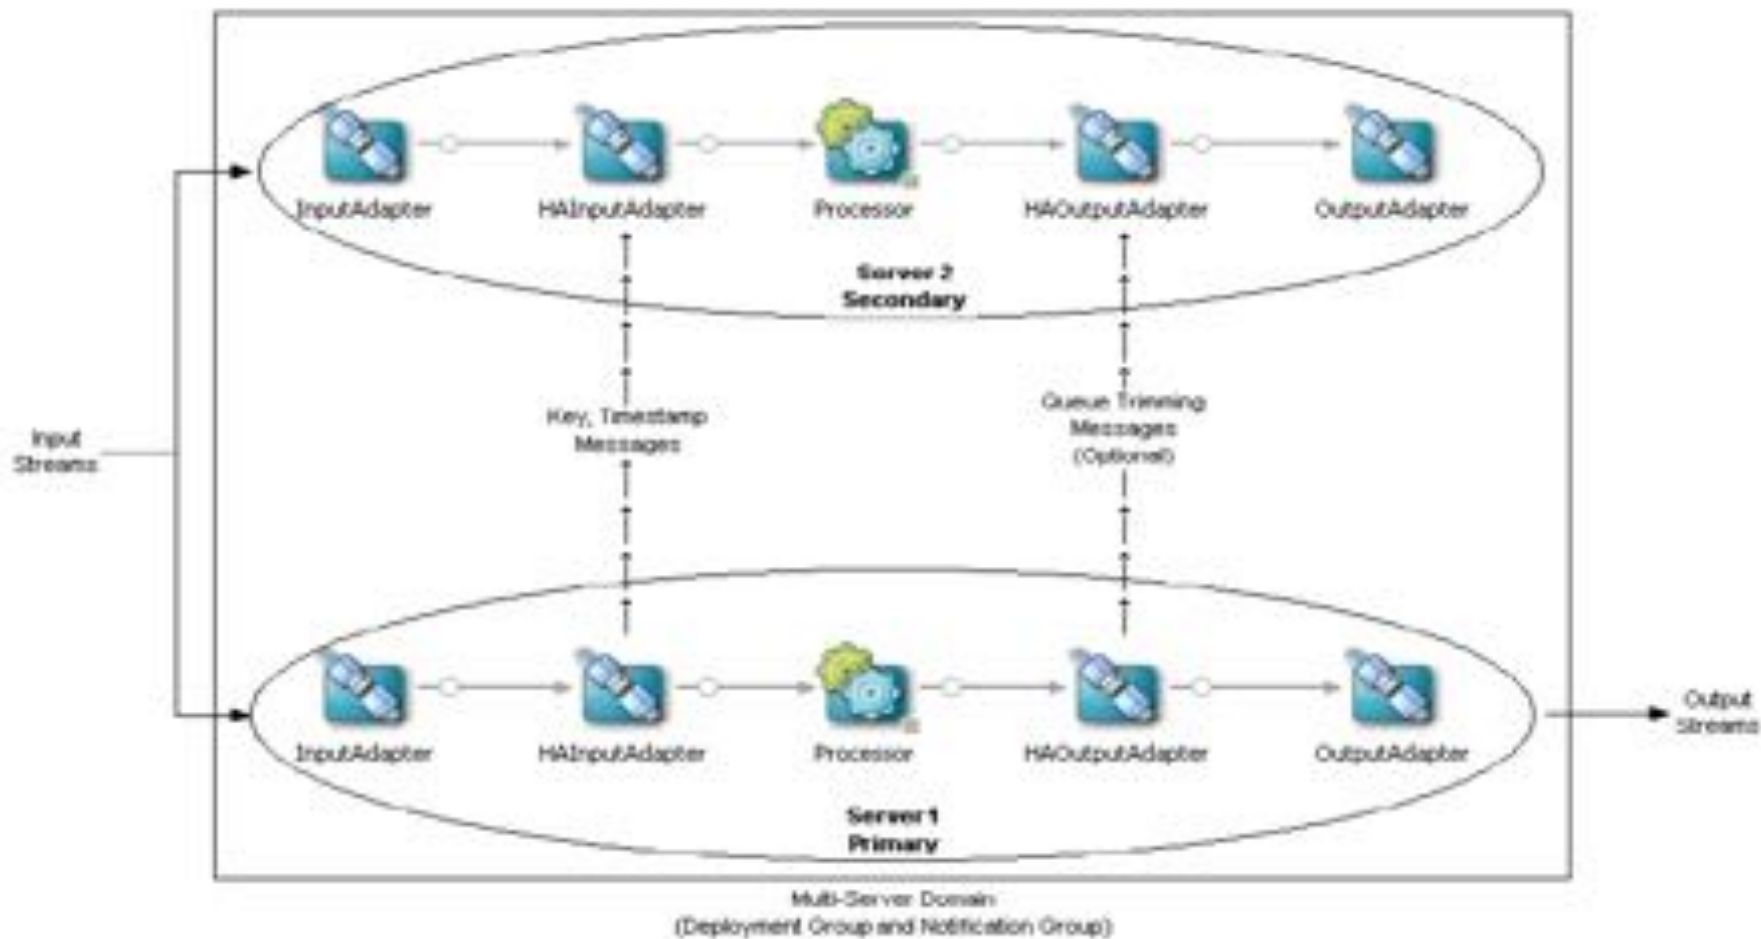 InputAdapter
HAInputAdapter
Processor
HAOutputAdapter
OutputAdapter
Server 2
Secondary
Key, Timestamp
Messages
Queue Trimming
Messages
(Optional)
Input
Streams
InputAdapter
HAInputAdapter
Processor
HAOutputAdapter
OutputAdapter
Output
Streams
Server 1
Primary
Multi-Server Domain
(Deployment Group and Notification Group)